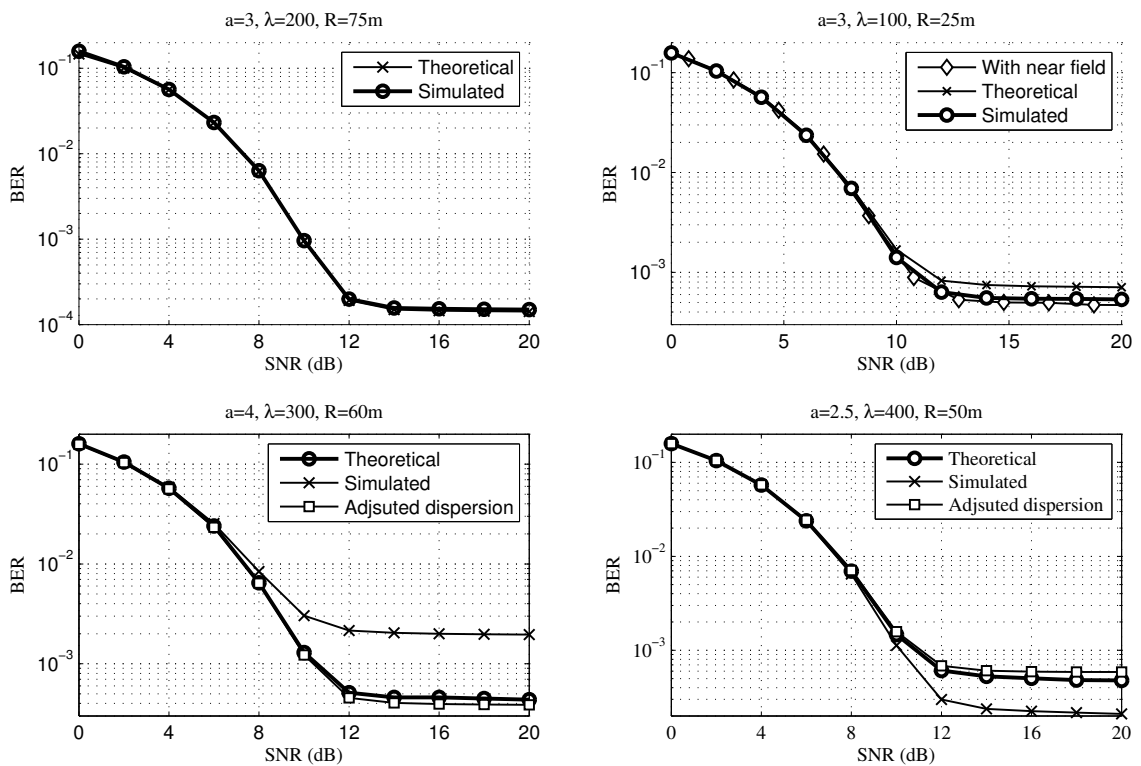 a=3, λ=200, R=75m
10⁻¹
10⁻²
10⁻³
10⁻⁴
BER
0 4 8 12 16 20
SNR (dB)
Theoretical
Simulated
a=3, λ=100, R=25m
10⁻¹
10⁻²
10⁻³
BER
0 5 10 15 20
SNR (dB)
With near field
Theoretical
Simulated
a=4, λ=300, R=60m
10⁻¹
10⁻²
10⁻³
BER
0 4 8 12 16 20
SNR (dB)
Theoretical
Simulated
Adjsuted dispersion
a=2.5, λ=400, R=50m
10⁻¹
10⁻²
10⁻³
BER
0 4 8 12 16 20
SNR (dB)
Theoretical
Simulated
Adjsuted dispersion